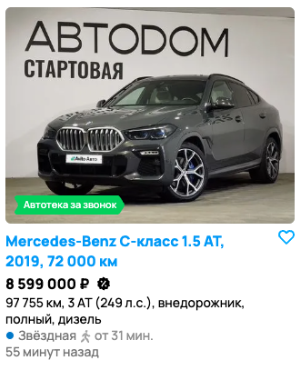 АВТОДОМ
СТАРТОВАЯ
Avito Авто
Автотека за звонок
Mercedes-Benz C-класс 1.5 AT,
2019, 72 000 км
8 599 000 ₽
97 755 км, 3 AT (249 л.с.), внедорожник,
полный, дизель
Звёздная от 31 мин.
55 минут назад